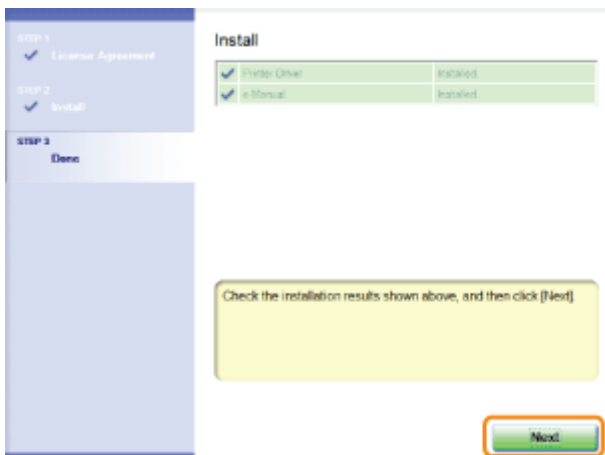 STEP 1
License Agreement
STEP 2
Install
STEP 3
Done
Install
Printer Driver Installed.
e-Manual Installed.
Check the installation results shown above, and then click [Next].
Next